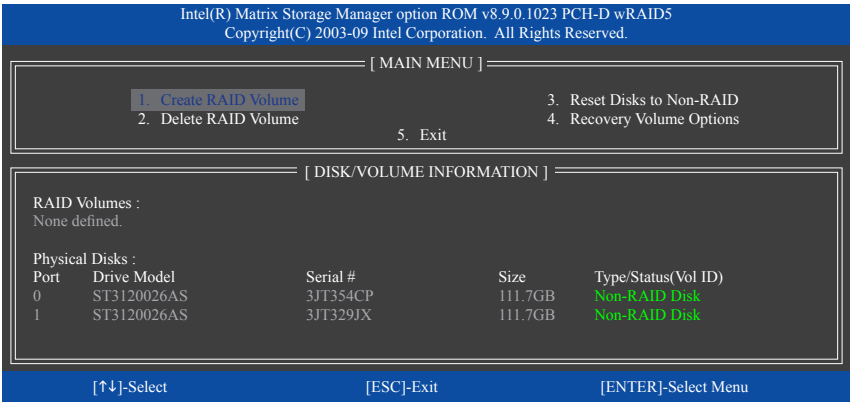 Intel(R) Matrix Storage Manager option ROM v8.9.0.1023 PCH-D wRAID5
Copyright(C) 2003-09 Intel Corporation.  All Rights Reserved.
[ MAIN MENU ]
1. Create RAID Volume 3. Reset Disks to Non-RAID
2. Delete RAID Volume 4. Recovery Volume Options
5. Exit
[ DISK/VOLUME INFORMATION ]
RAID Volumes :
None defined.
Physical Disks :
Port Drive Model Serial # Size Type/Status(Vol ID)
0 ST3120026AS 3JT354CP 111.7GB Non-RAID Disk
1 ST3120026AS 3JT329JX 111.7GB Non-RAID Disk
[↑↓]-Select [ESC]-Exit [ENTER]-Select Menu